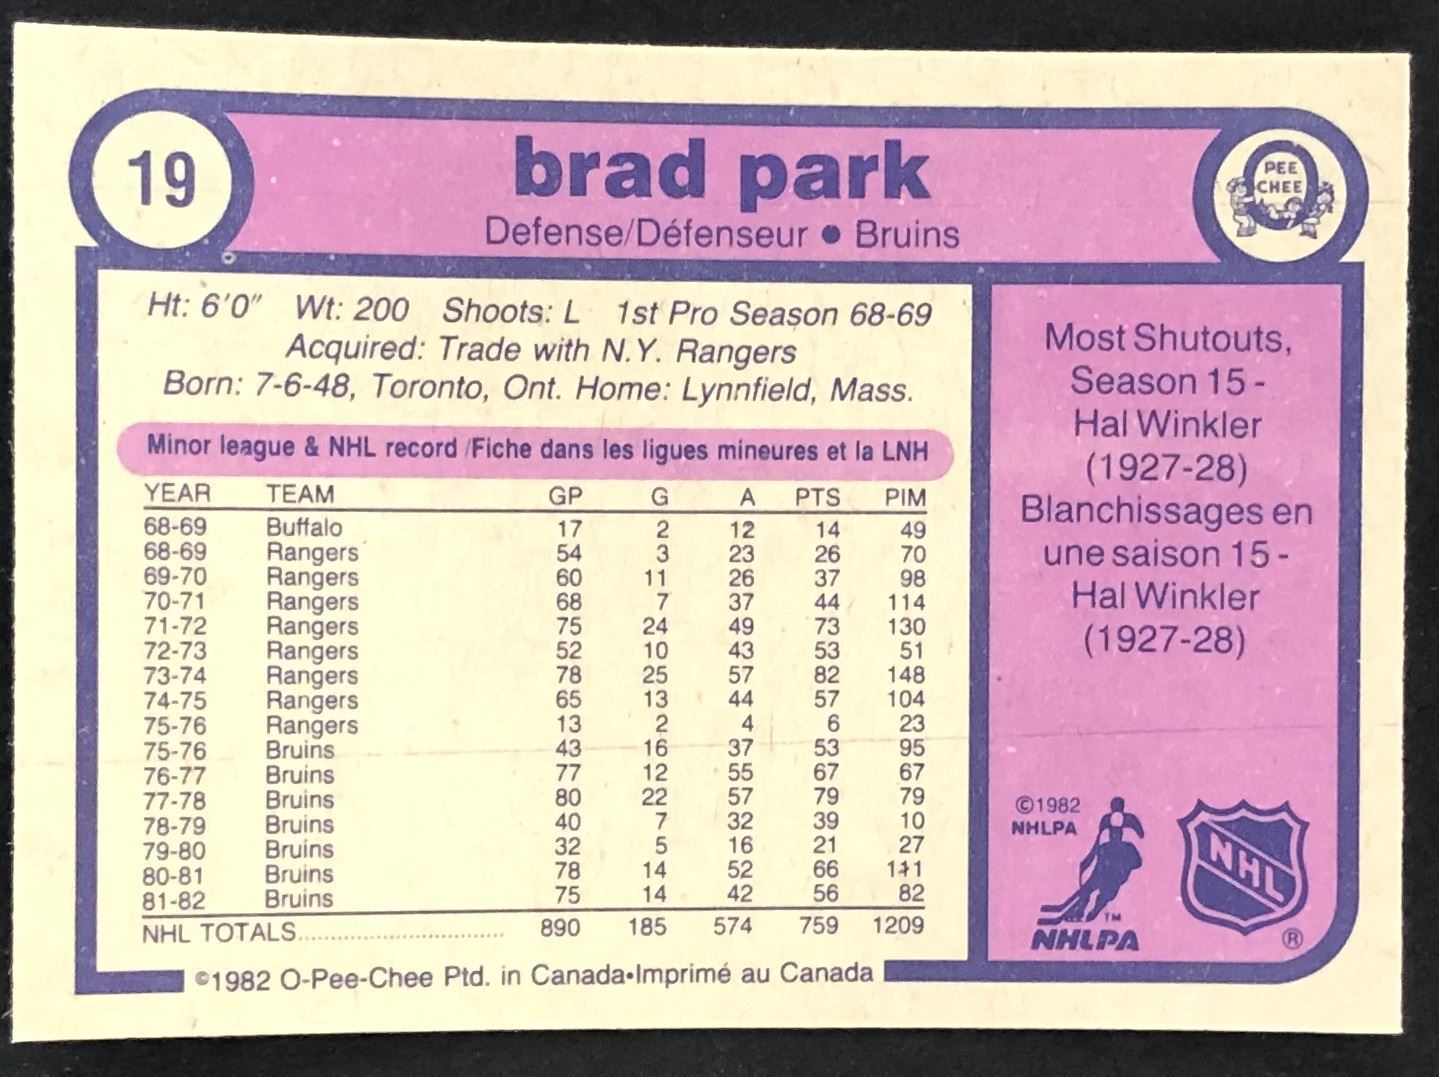 19
brad park
Defense/Défenseur • Bruins
PEE
CHEE
Ht: 6'0" Wt: 200 Shoots: L 1st Pro Season 68-69
Acquired: Trade with N.Y. Rangers
Born: 7-6-48, Toronto, Ont. Home: Lynnfield, Mass.
Minor league & NHL record /Fiche dans les ligues mineures et la LNH
YEAR TEAM GP G A PTS PIM
68-69 Buffalo 17 2 12 14 49
68-69 Rangers 54 3 23 26 70
69-70 Rangers 60 11 26 37 98
70-71 Rangers 68 7 37 44 114
71-72 Rangers 75 24 49 73 130
72-73 Rangers 52 10 43 53 51
73-74 Rangers 78 25 57 82 148
74-75 Rangers 65 13 44 57 104
75-76 Rangers 13 2 4 6 23
75-76 Bruins 43 16 37 53 95
76-77 Bruins 77 12 55 67 67
77-78 Bruins 80 22 57 79 79
78-79 Bruins 40 7 32 39 10
79-80 Bruins 32 5 16 21 27
80-81 Bruins 78 14 52 66 111
81-82 Bruins 75 14 42 56 82
NHL TOTALS.............................. 890 185 574 759 1209
©1982 O-Pee-Chee Ptd. in Canada•Imprimé au Canada
Most Shutouts,
Season 15 -
Hal Winkler
(1927-28)
Blanchissages en
une saison 15 -
Hal Winkler
(1927-28)
©1982
NHLPA
TM
NHLPA
NHL
®